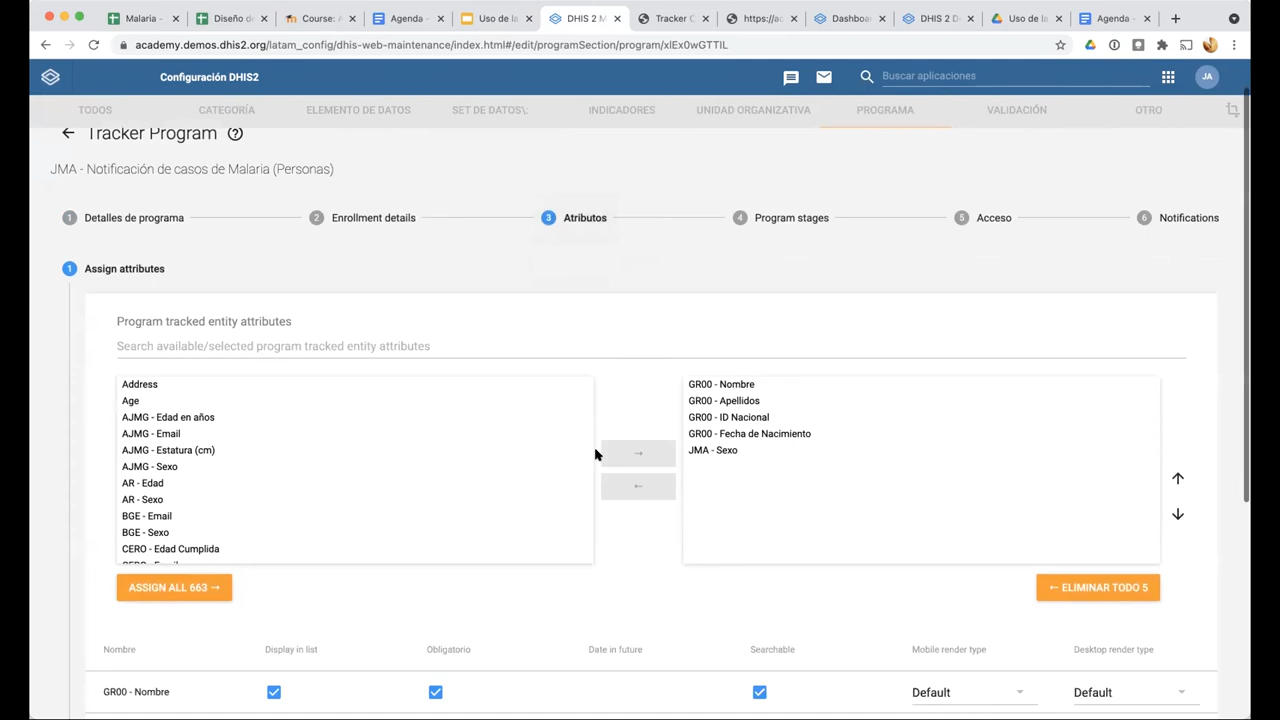 Malaria -
Diseño de
Course: A
Agenda -
Uso de la
DHIS 2 M
Tracker C
https://ac
Dashboa
DHIS 2 D
Uso de la
Agenda -
academy.demos.dhis2.org/latam_config/dhis-web-maintenance/index.html#/edit/programSection/program/xlEx0wGTTIL
Configuración DHIS2
Buscar aplicaciones
JA
TODOS
CATEGORÍA
ELEMENTO DE DATOS
SET DE DATOS\;
INDICADORES
UNIDAD ORGANIZATIVA
PROGRAMA
VALIDACIÓN
OTRO
Tracker Program
JMA - Notificación de casos de Malaria (Personas)
1 Detalles de programa
2 Enrollment details
3 Atributos
4 Program stages
5 Acceso
6 Notifications
1 Assign attributes
Program tracked entity attributes
Search available/selected program tracked entity attributes
Address
Age
AJMG - Edad en años
AJMG - Email
AJMG - Estatura (cm)
AJMG - Sexo
AR - Edad
AR - Sexo
BGE - Email
BGE - Sexo
CERO - Edad Cumplida
CERO - Email
GR00 - Nombre
GR00 - Apellidos
GR00 - ID Nacional
GR00 - Fecha de Nacimiento
JMA - Sexo
ASSIGN ALL 663 →
← ELIMINAR TODO 5
Nombre
Display in list
Obligatorio
Date in future
Searchable
Mobile render type
Desktop render type
GR00 - Nombre
Default
Default